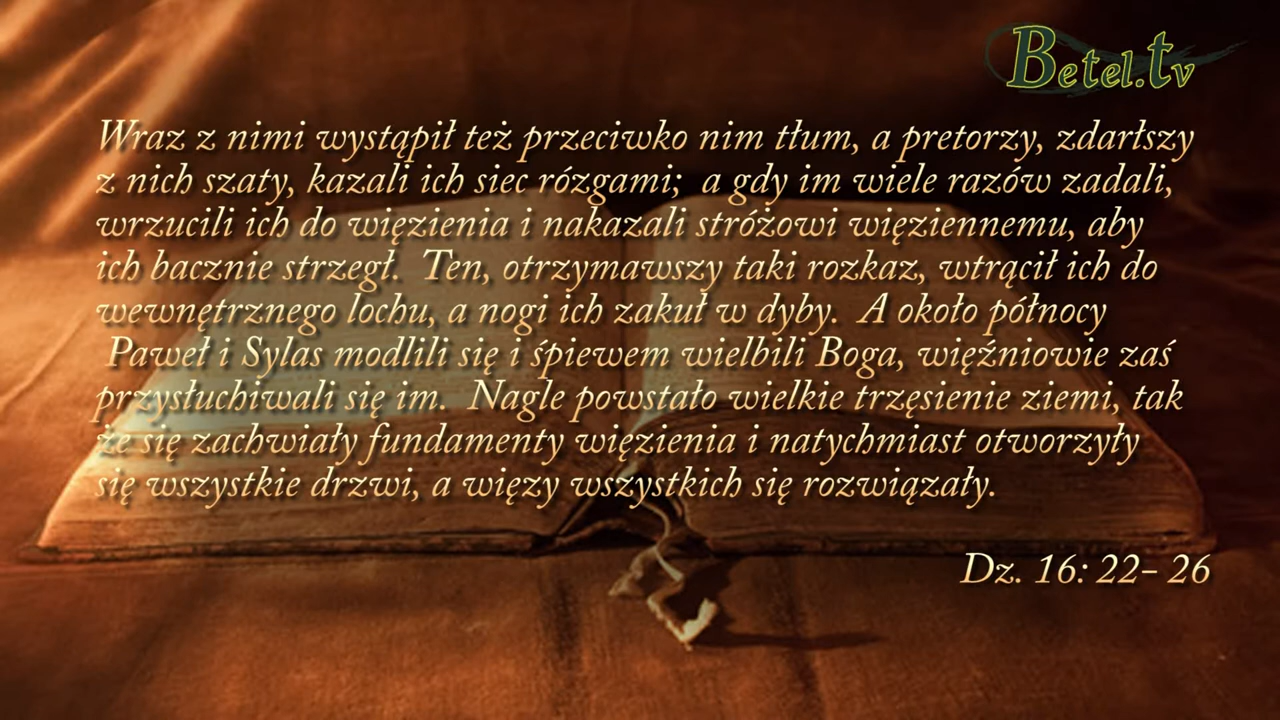 Betel.tv
Wraz z nimi wystąpił też przeciwko nim tłum, a pretorzy, zdarłszy
z nich szaty, kazali ich siec rózgami; a gdy im wiele razów zadali,
wrzucili ich do więzienia i nakazali stróżowi więziennemu, aby
ich bacznie strzegł. Ten, otrzymawszy taki rozkaz, wtrącił ich do
wewnętrznego lochu, a nogi ich zakuł w dyby. A około północy
Paweł i Sylas modlili się i śpiewem wielbili Boga, więźniowie zaś
przysłuchiwali się im. Nagle powstało wielkie trzęsienie ziemi, tak
że się zachwiały fundamenty więzienia i natychmiast otworzyły
się wszystkie drzwi, a więzy wszystkich się rozwiązały.
Dz. 16: 22- 26